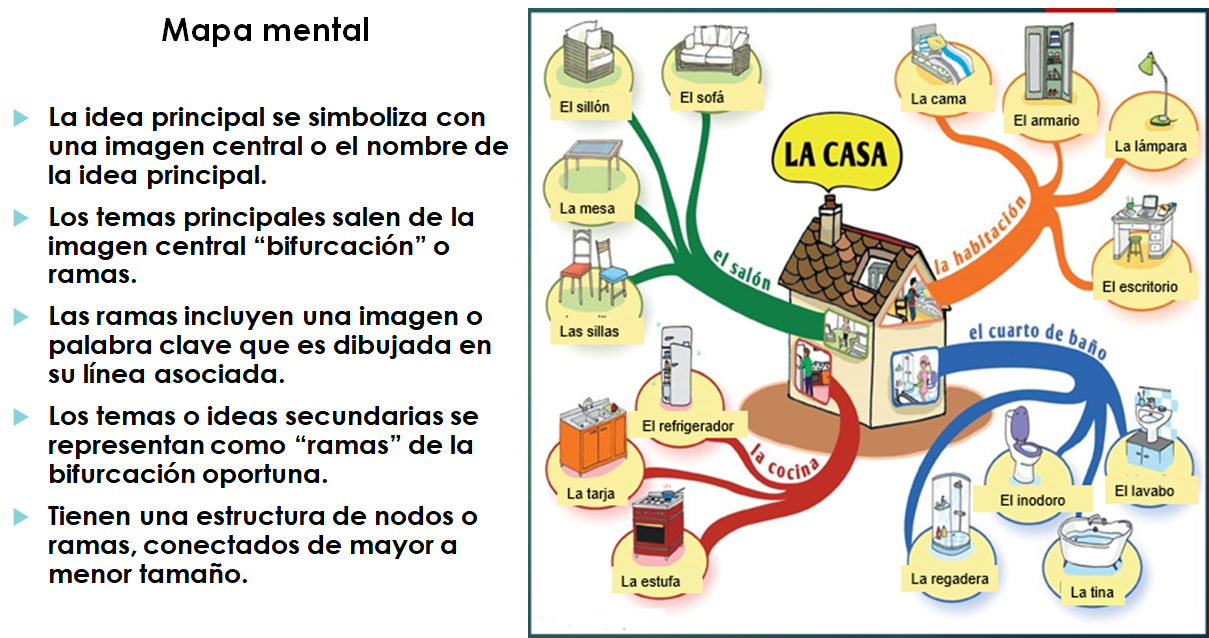 Mapa mental
La idea principal se simboliza con
una imagen central o el nombre de
la idea principal.
Los temas principales salen de la
imagen central “bifurcación” o
ramas.
Las ramas incluyen una imagen o
palabra clave que es dibujada en
su línea asociada.
Los temas o ideas secundarias se
representan como “ramas” de la
bifurcación oportuna.
Tienen una estructura de nodos o
ramas, conectados de mayor a
menor tamaño.
LA CASA
el salón
El sillón
El sofá
La mesa
Las sillas
la habitación
La cama
El armario
La lámpara
El escritorio
la cocina
El refrigerador
La tarja
La estufa
el cuarto de baño
El inodoro
El lavabo
La regadera
La tina